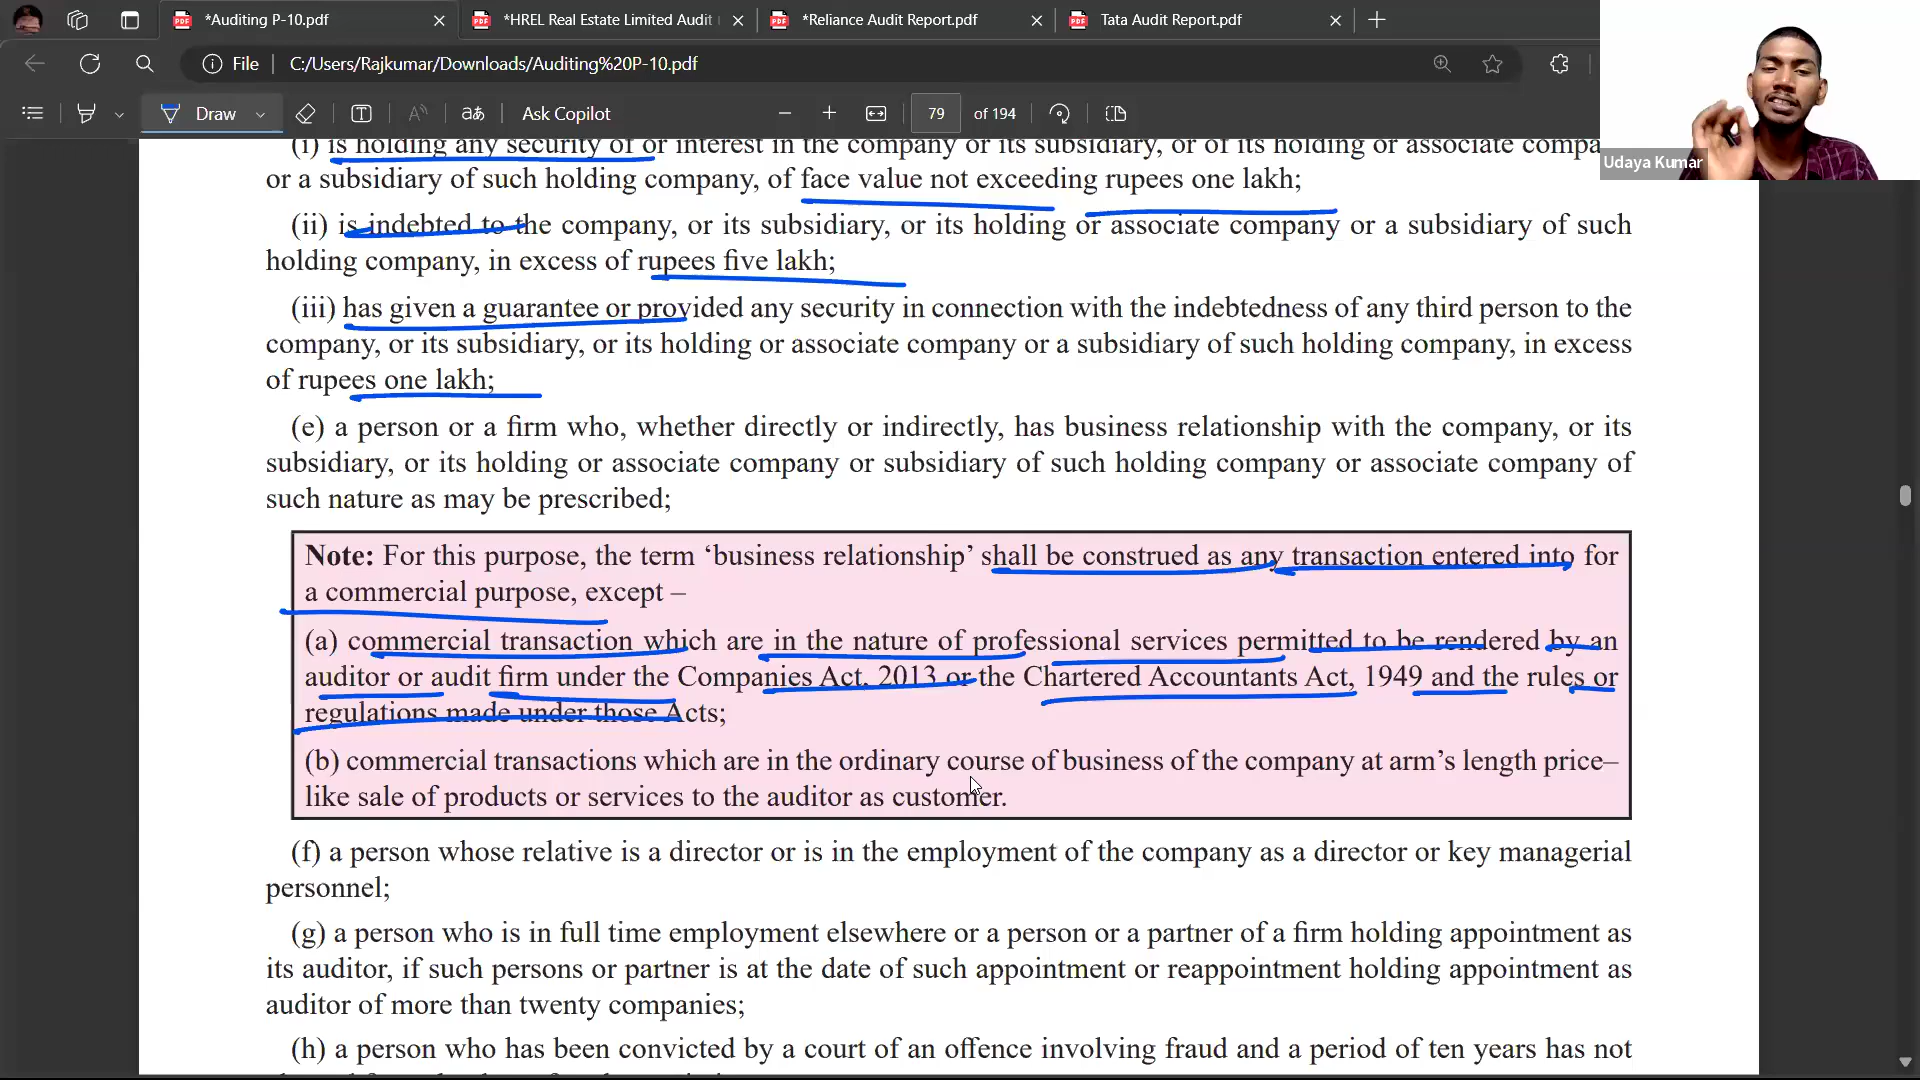 *Auditing P-10.pdf
*HREL Real Estate Limited Audit
*Reliance Audit Report.pdf
Tata Audit Report.pdf
File
C:/Users/Rajkumar/Downloads/Auditing%20P-10.pdf
Draw
aあ
Ask Copilot
79 of 194
Udaya Kumar
(i) is holding any security of or interest in the company or its subsidiary, or of its holding or associate compa
or a subsidiary of such holding company, of face value not exceeding rupees one lakh;
(ii) is indebted to the company, or its subsidiary, or its holding or associate company or a subsidiary of such
holding company, in excess of rupees five lakh;
(iii) has given a guarantee or provided any security in connection with the indebtedness of any third person to the
company, or its subsidiary, or its holding or associate company or a subsidiary of such holding company, in excess
of rupees one lakh;
(e) a person or a firm who, whether directly or indirectly, has business relationship with the company, or its
subsidiary, or its holding or associate company or subsidiary of such holding company or associate company of
such nature as may be prescribed;
Note: For this purpose, the term ‘business relationship’ shall be construed as any transaction entered into for
a commercial purpose, except –
(a) commercial transaction which are in the nature of professional services permitted to be rendered by an
auditor or audit firm under the Companies Act, 2013 or the Chartered Accountants Act, 1949 and the rules or
regulations made under those Acts;
(b) commercial transactions which are in the ordinary course of business of the company at arm’s length price–
like sale of products or services to the auditor as customer.
(f) a person whose relative is a director or is in the employment of the company as a director or key managerial
personnel;
(g) a person who is in full time employment elsewhere or a person or a partner of a firm holding appointment as
its auditor, if such persons or partner is at the date of such appointment or reappointment holding appointment as
auditor of more than twenty companies;
(h) a person who has been convicted by a court of an offence involving fraud and a period of ten years has not